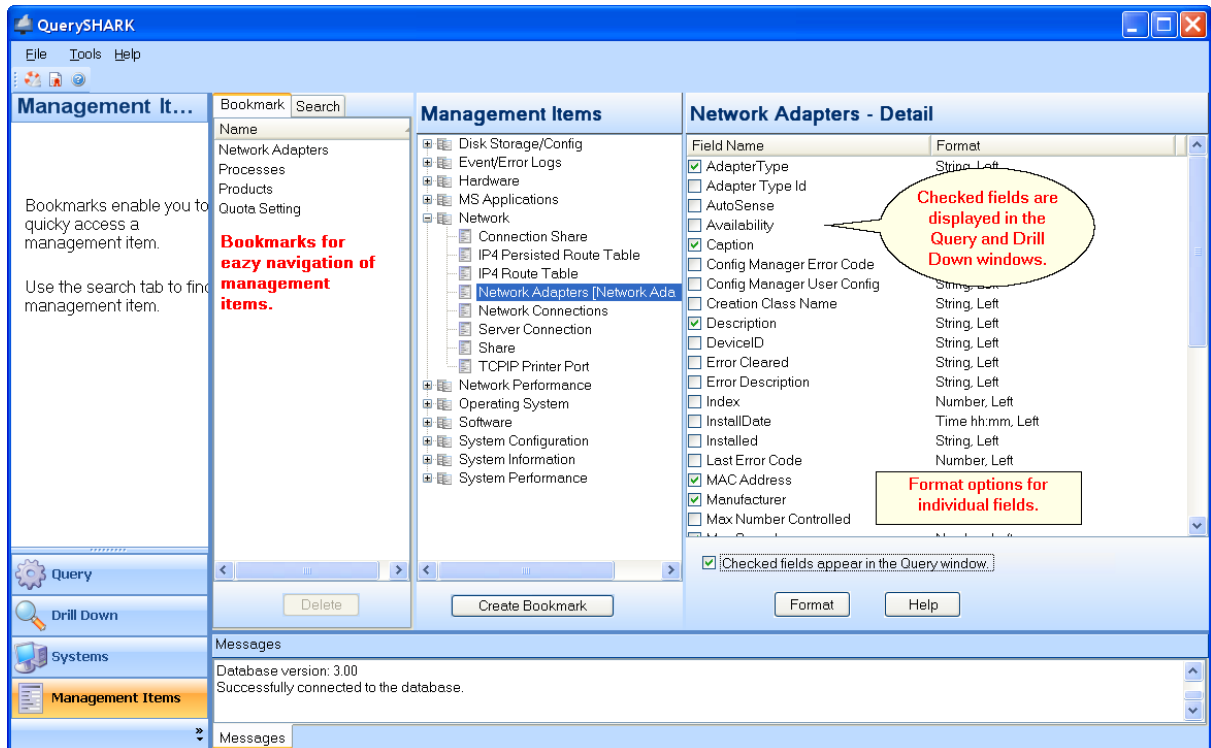 QuerySHARK
File Tools Help
Management It...
Bookmarks enable you to
quicky access a
management item.
Use the search tab to find
management item.
Query
Drill Down
Systems
Management Items
Bookmark Search
Name
Network Adapters
Processes
Products
Quota Setting
Bookmarks for
eazy navigation of
management
items.
Delete
Management Items
Disk Storage/Config
Event/Error Logs
Hardware
MS Applications
Network
Connection Share
IP4 Persisted Route Table
IP4 Route Table
Network Adapters [Network Ada
Network Connections
Server Connection
Share
TCPIP Printer Port
Network Performance
Operating System
Software
System Configuration
System Information
System Performance
Create Bookmark
Network Adapters - Detail
Field Name Format
AdapterType String, Left
Adapter Type Id
AutoSense
Availability
Caption
Config Manager Error Code
Config Manager User Config String, Left
Creation Class Name String, Left
Description String, Left
DeviceID String, Left
Error Cleared String, Left
Error Description String, Left
Index Number, Left
InstallDate Time hh:mm, Left
Installed String, Left
Last Error Code Number, Left
MAC Address
Manufacturer
Max Number Controlled
Checked fields are
displayed in the
Query and Drill
Down windows.
Format options for
individual fields.
Checked fields appear in the Query window.
Format Help
Messages
Database version: 3.00
Successfully connected to the database.
Messages